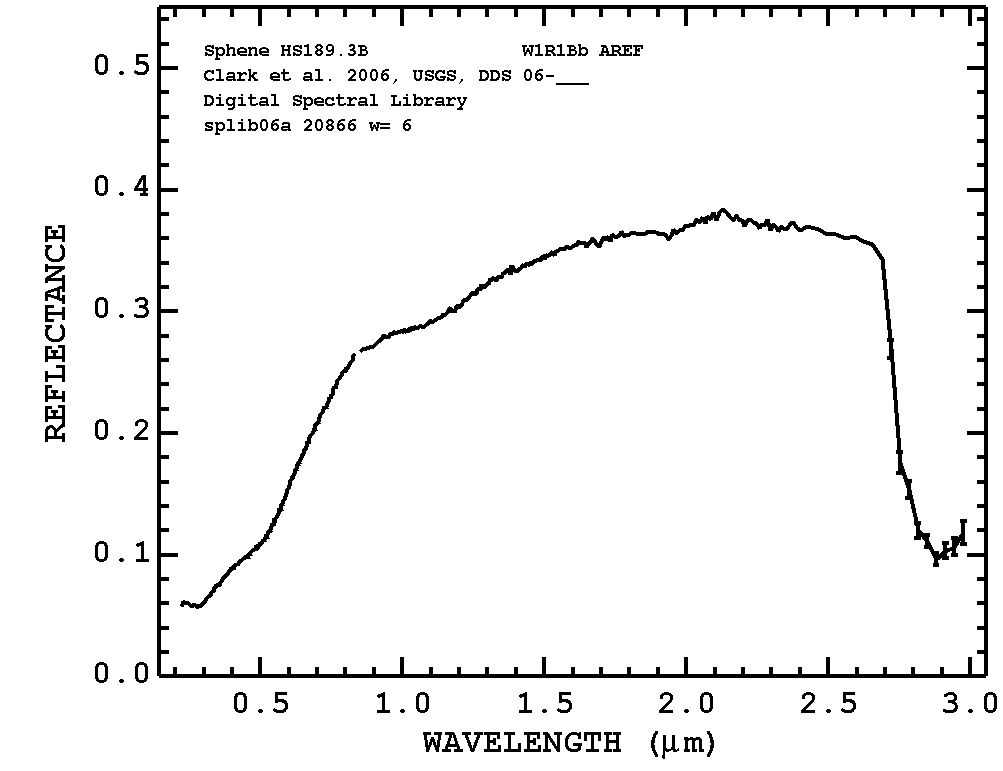 Sphene HS189.3B W1R1Bb AREF
Clark et al. 2006, USGS, DDS 06-___
Digital Spectral Library
splib06a 20866 w= 6
REFLECTANCE
0.5
0.4
0.3
0.2
0.1
0.0
0.5 1.0 1.5 2.0 2.5 3.0
WAVELENGTH (μm)